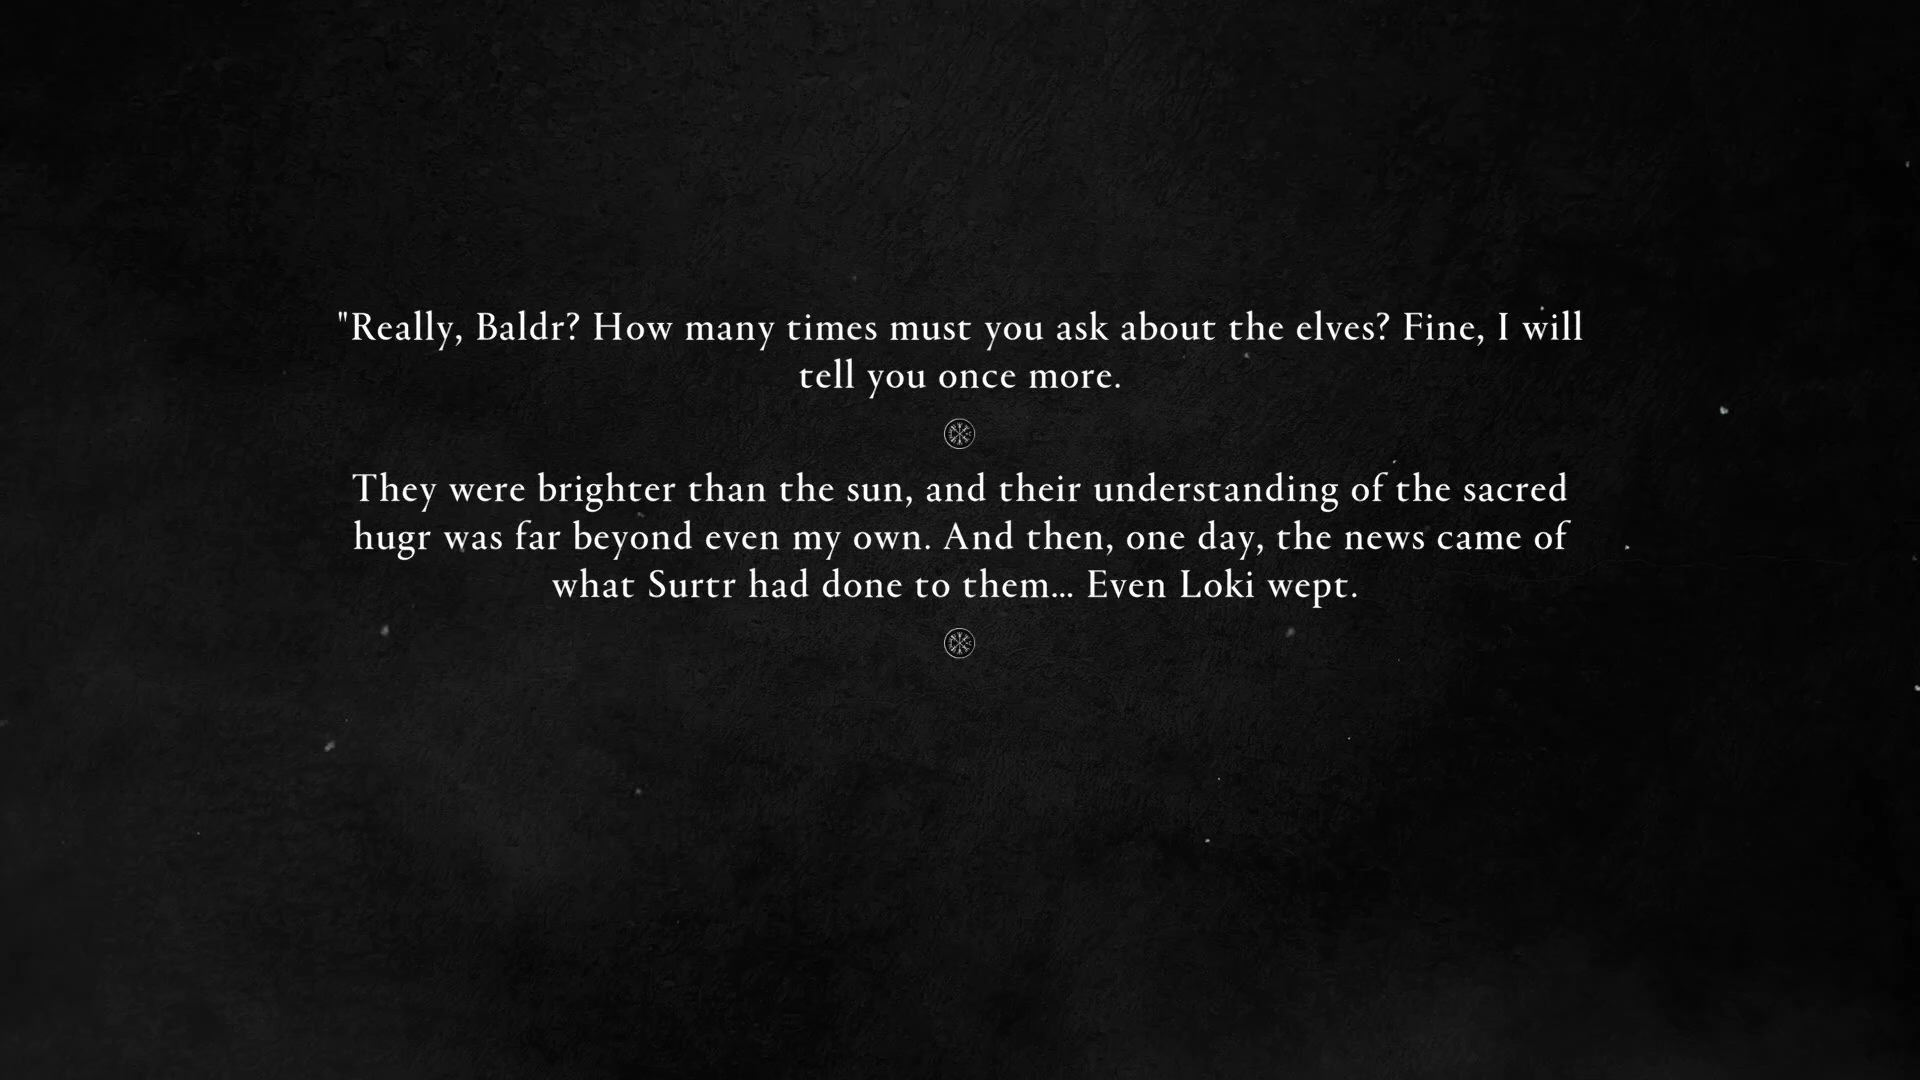 "Really, Baldr? How many times must you ask about the elves? Fine, I will
tell you once more.
They were brighter than the sun, and their understanding of the sacred
hugr was far beyond even my own. And then, one day, the news came of
what Surtr had done to them... Even Loki wept.